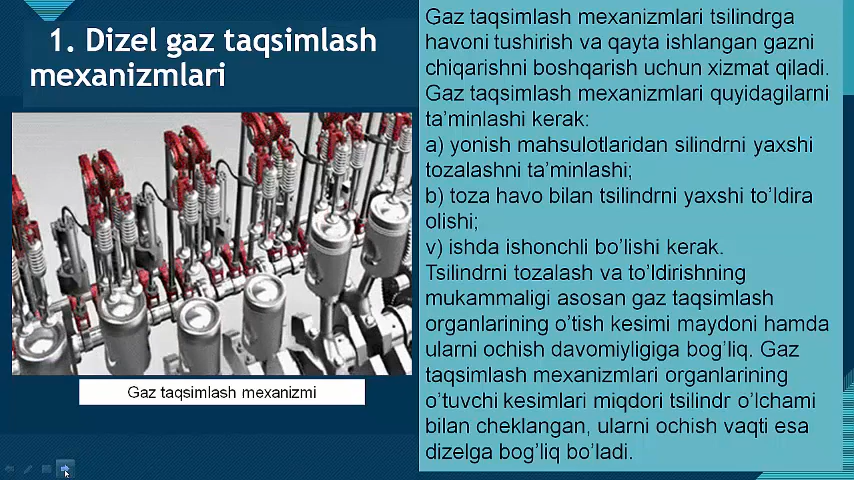 1. Dizel gaz taqsimlash
mexanizmlari
Gaz taqsimlash mexanizmi
Gaz taqsimlash mexanizmlari tsilindrga
havoni tushirish va qayta ishlangan gazni
chiqarishni boshqarish uchun xizmat qiladi.
Gaz taqsimlash mexanizmlari quyidagilarni
ta’minlashi kerak:
a) yonish mahsulotlaridan silindrni yaxshi
tozalashni ta’minlashi;
b) toza havo bilan tsilindrni yaxshi to’ldira
olishi;
v) ishda ishonchli bo’lishi kerak.
Tsilindrni tozalash va to’ldirishning
mukammaligi asosan gaz taqsimlash
organlarining o’tish kesimi maydoni hamda
ularni ochish davomiyligiga bog’liq. Gaz
taqsimlash mexanizmlari organlarining
o’tuvchi kesimlari miqdori tsilindr o’lchami
bilan cheklangan, ularni ochish vaqti esa
dizelga bog’liq bo’ladi.